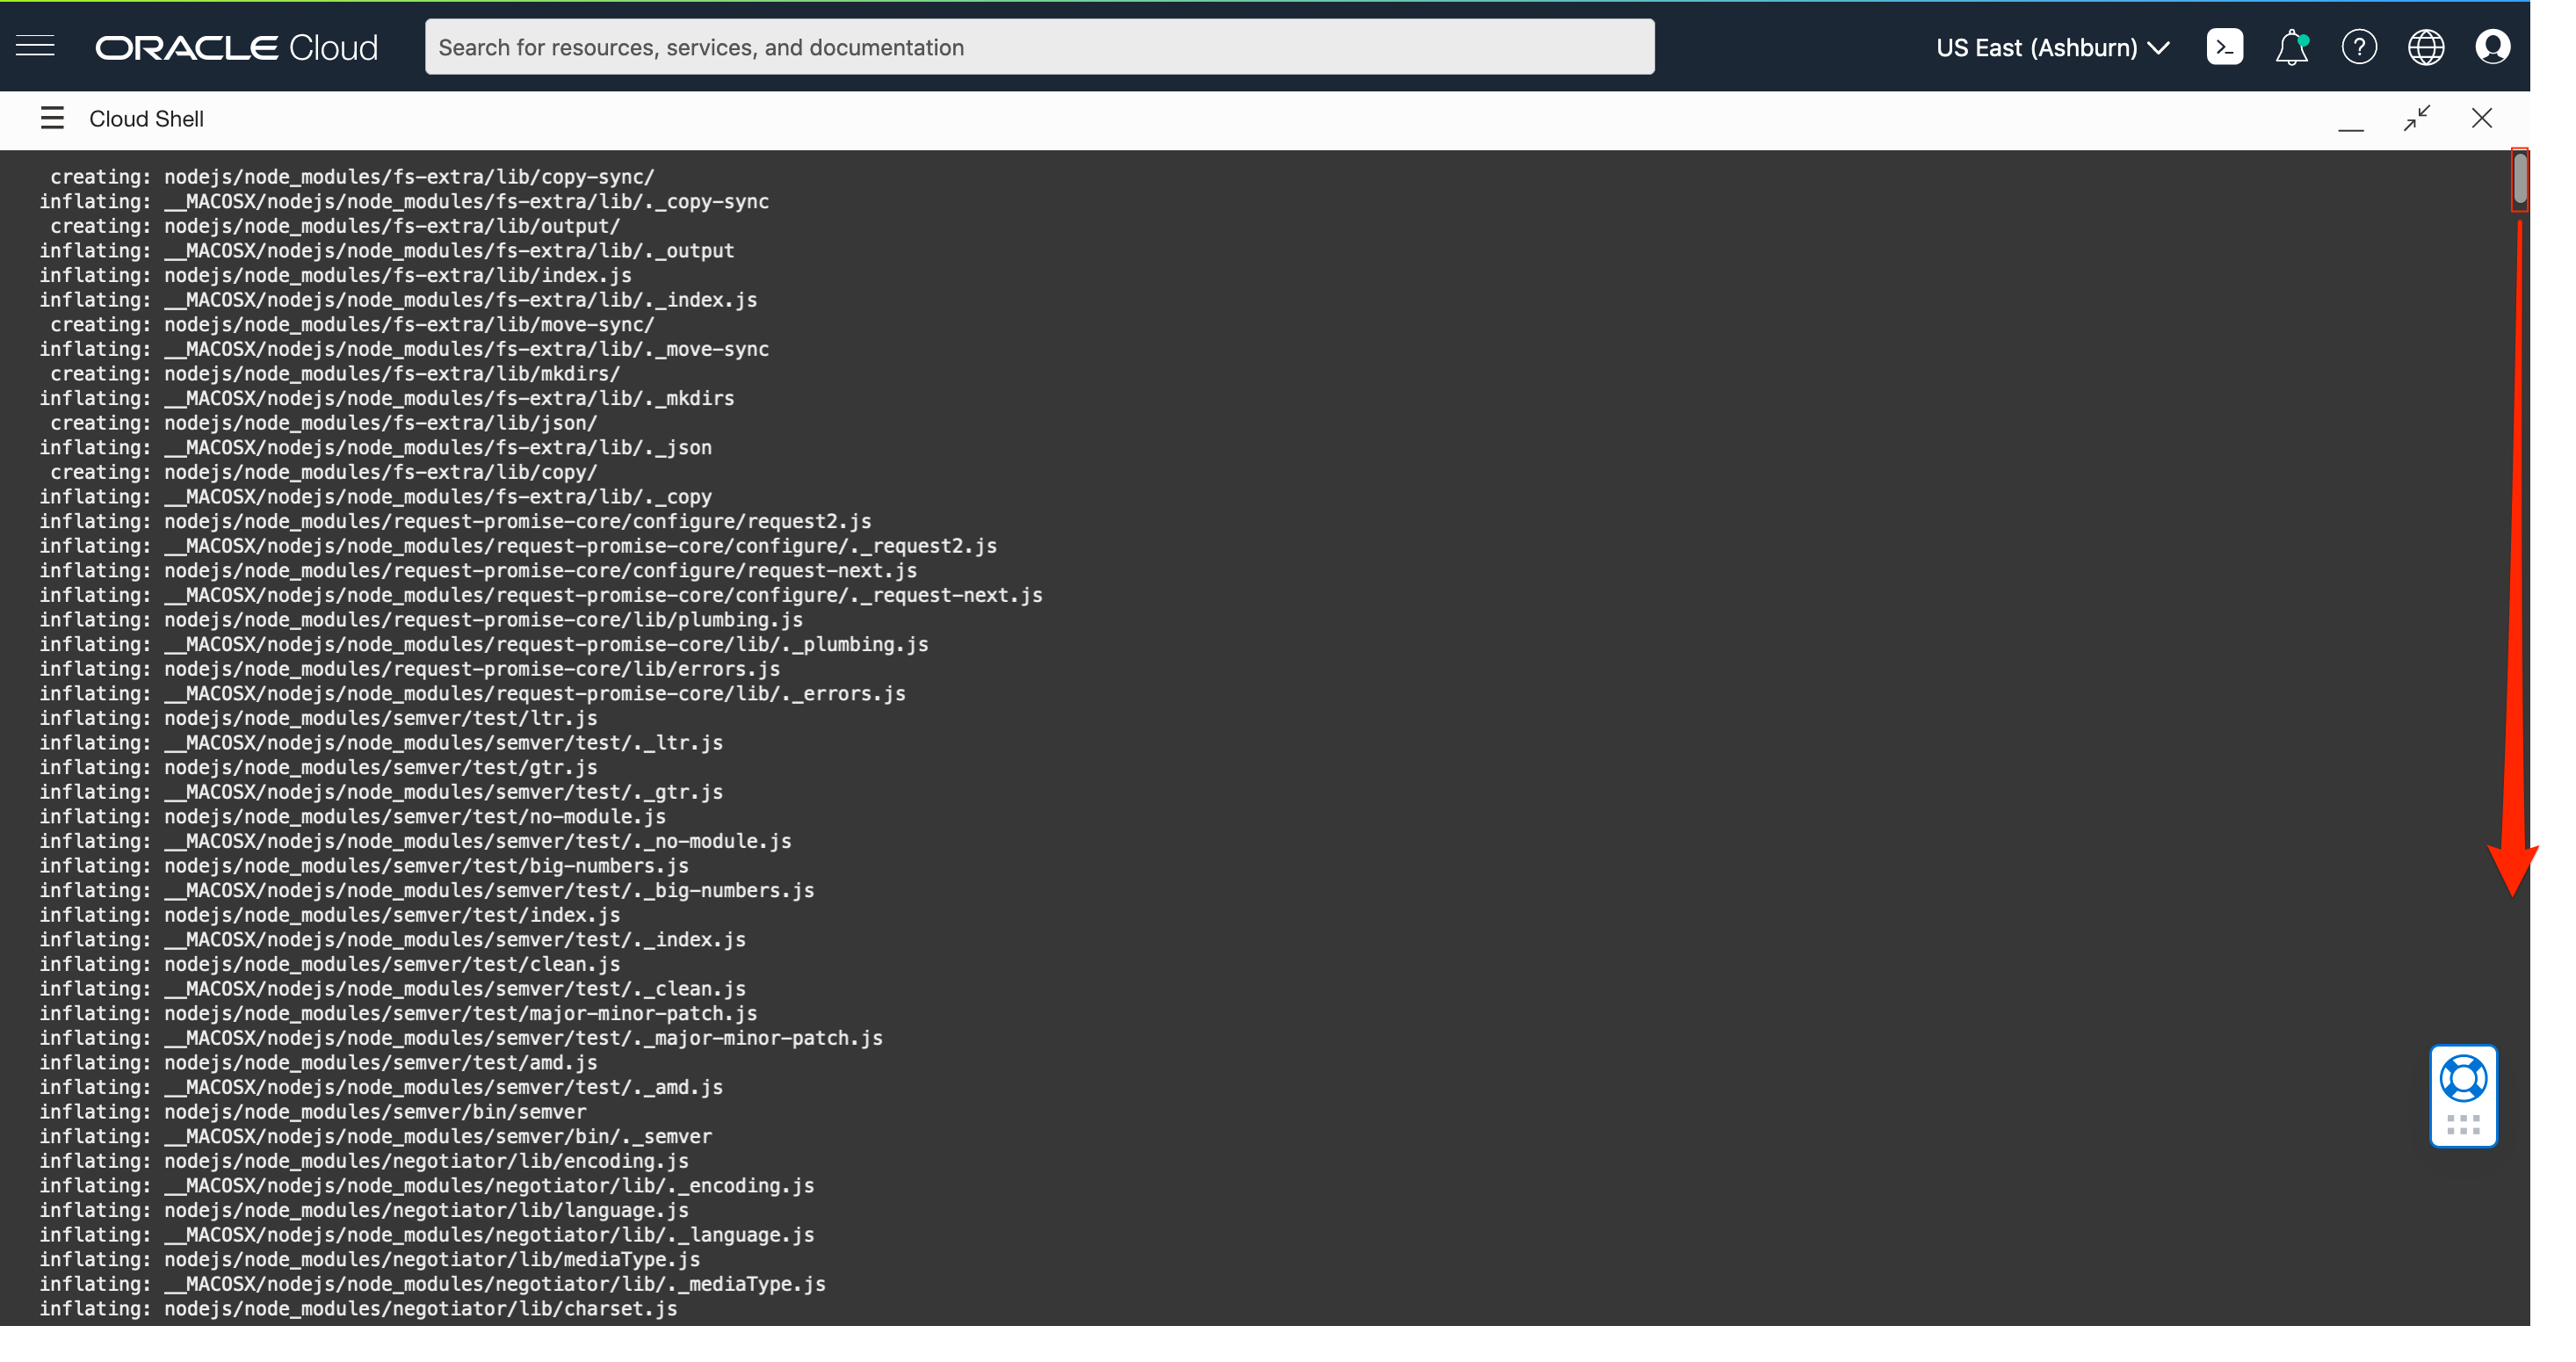 ORACLE Cloud
Search for resources, services, and documentation
US East (Ashburn)
Cloud Shell
creating: nodejs/node_modules/fs-extra/lib/copy-sync/
inflating: __MACOSX/nodejs/node_modules/fs-extra/lib/._copy-sync
creating: nodejs/node_modules/fs-extra/lib/output/
inflating: __MACOSX/nodejs/node_modules/fs-extra/lib/._output
inflating: nodejs/node_modules/fs-extra/lib/index.js
inflating: __MACOSX/nodejs/node_modules/fs-extra/lib/._index.js
creating: nodejs/node_modules/fs-extra/lib/move-sync/
inflating: __MACOSX/nodejs/node_modules/fs-extra/lib/._move-sync
creating: nodejs/node_modules/fs-extra/lib/mkdirs/
inflating: __MACOSX/nodejs/node_modules/fs-extra/lib/._mkdirs
creating: nodejs/node_modules/fs-extra/lib/json/
inflating: __MACOSX/nodejs/node_modules/fs-extra/lib/._json
creating: nodejs/node_modules/fs-extra/lib/copy/
inflating: __MACOSX/nodejs/node_modules/fs-extra/lib/._copy
inflating: nodejs/node_modules/request-promise-core/configure/request2.js
inflating: __MACOSX/nodejs/node_modules/request-promise-core/configure/._request2.js
inflating: nodejs/node_modules/request-promise-core/configure/request-next.js
inflating: __MACOSX/nodejs/node_modules/request-promise-core/configure/._request-next.js
inflating: nodejs/node_modules/request-promise-core/lib/plumbing.js
inflating: __MACOSX/nodejs/node_modules/request-promise-core/lib/._plumbing.js
inflating: nodejs/node_modules/request-promise-core/lib/errors.js
inflating: __MACOSX/nodejs/node_modules/request-promise-core/lib/._errors.js
inflating: nodejs/node_modules/semver/test/ltr.js
inflating: __MACOSX/nodejs/node_modules/semver/test/._ltr.js
inflating: nodejs/node_modules/semver/test/gtr.js
inflating: __MACOSX/nodejs/node_modules/semver/test/._gtr.js
inflating: nodejs/node_modules/semver/test/no-module.js
inflating: __MACOSX/nodejs/node_modules/semver/test/._no-module.js
inflating: nodejs/node_modules/semver/test/big-numbers.js
inflating: __MACOSX/nodejs/node_modules/semver/test/._big-numbers.js
inflating: nodejs/node_modules/semver/test/index.js
inflating: __MACOSX/nodejs/node_modules/semver/test/._index.js
inflating: nodejs/node_modules/semver/test/clean.js
inflating: __MACOSX/nodejs/node_modules/semver/test/._clean.js
inflating: nodejs/node_modules/semver/test/major-minor-patch.js
inflating: __MACOSX/nodejs/node_modules/semver/test/._major-minor-patch.js
inflating: nodejs/node_modules/semver/test/amd.js
inflating: __MACOSX/nodejs/node_modules/semver/test/._amd.js
inflating: nodejs/node_modules/semver/bin/semver
inflating: __MACOSX/nodejs/node_modules/semver/bin/._semver
inflating: nodejs/node_modules/negotiator/lib/encoding.js
inflating: __MACOSX/nodejs/node_modules/negotiator/lib/._encoding.js
inflating: nodejs/node_modules/negotiator/lib/language.js
inflating: __MACOSX/nodejs/node_modules/negotiator/lib/._language.js
inflating: nodejs/node_modules/negotiator/lib/mediaType.js
inflating: __MACOSX/nodejs/node_modules/negotiator/lib/._mediaType.js
inflating: nodejs/node_modules/negotiator/lib/charset.js